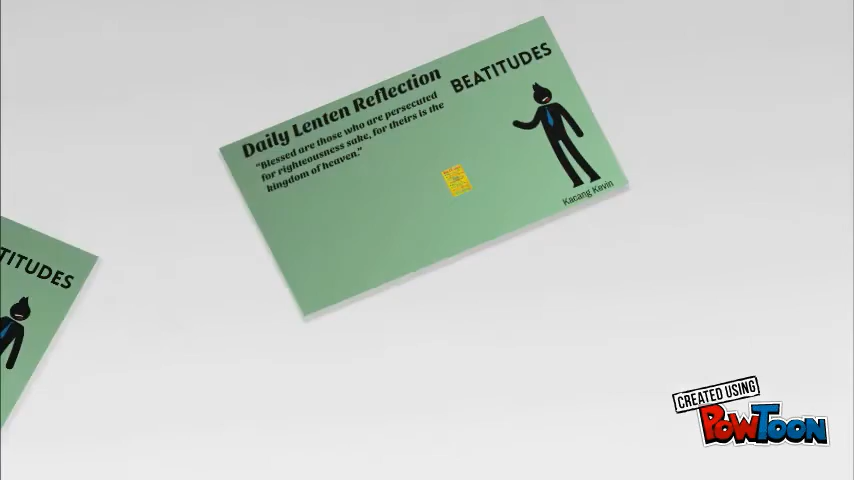 Daily Lenten Reflection
"Blessed are those who are persecuted
for righteousness sake, for theirs is the
kingdom of heaven."
BEATITUDES
Kacang Kevin
TITUDES
CREATED USING
POWTOON